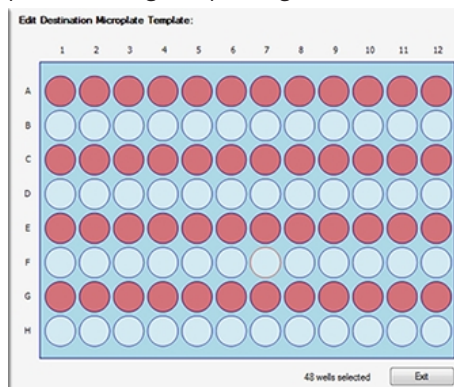 Edit Destination Microplate Template:
1 2 3 4 5 6 7 8 9 10 11 12
A
B
C
D
E
F
G
H
48 wells selected Exit